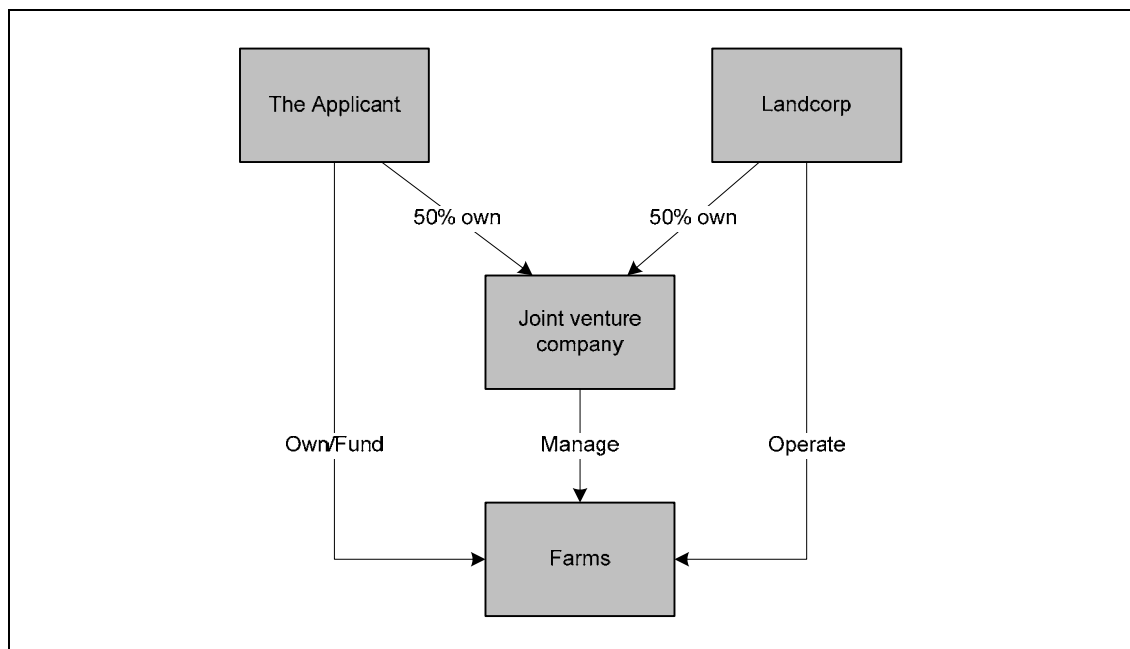 The Applicant
Landcorp
50% own
50% own
Joint venture
company
Own/Fund
Manage
Operate
Farms